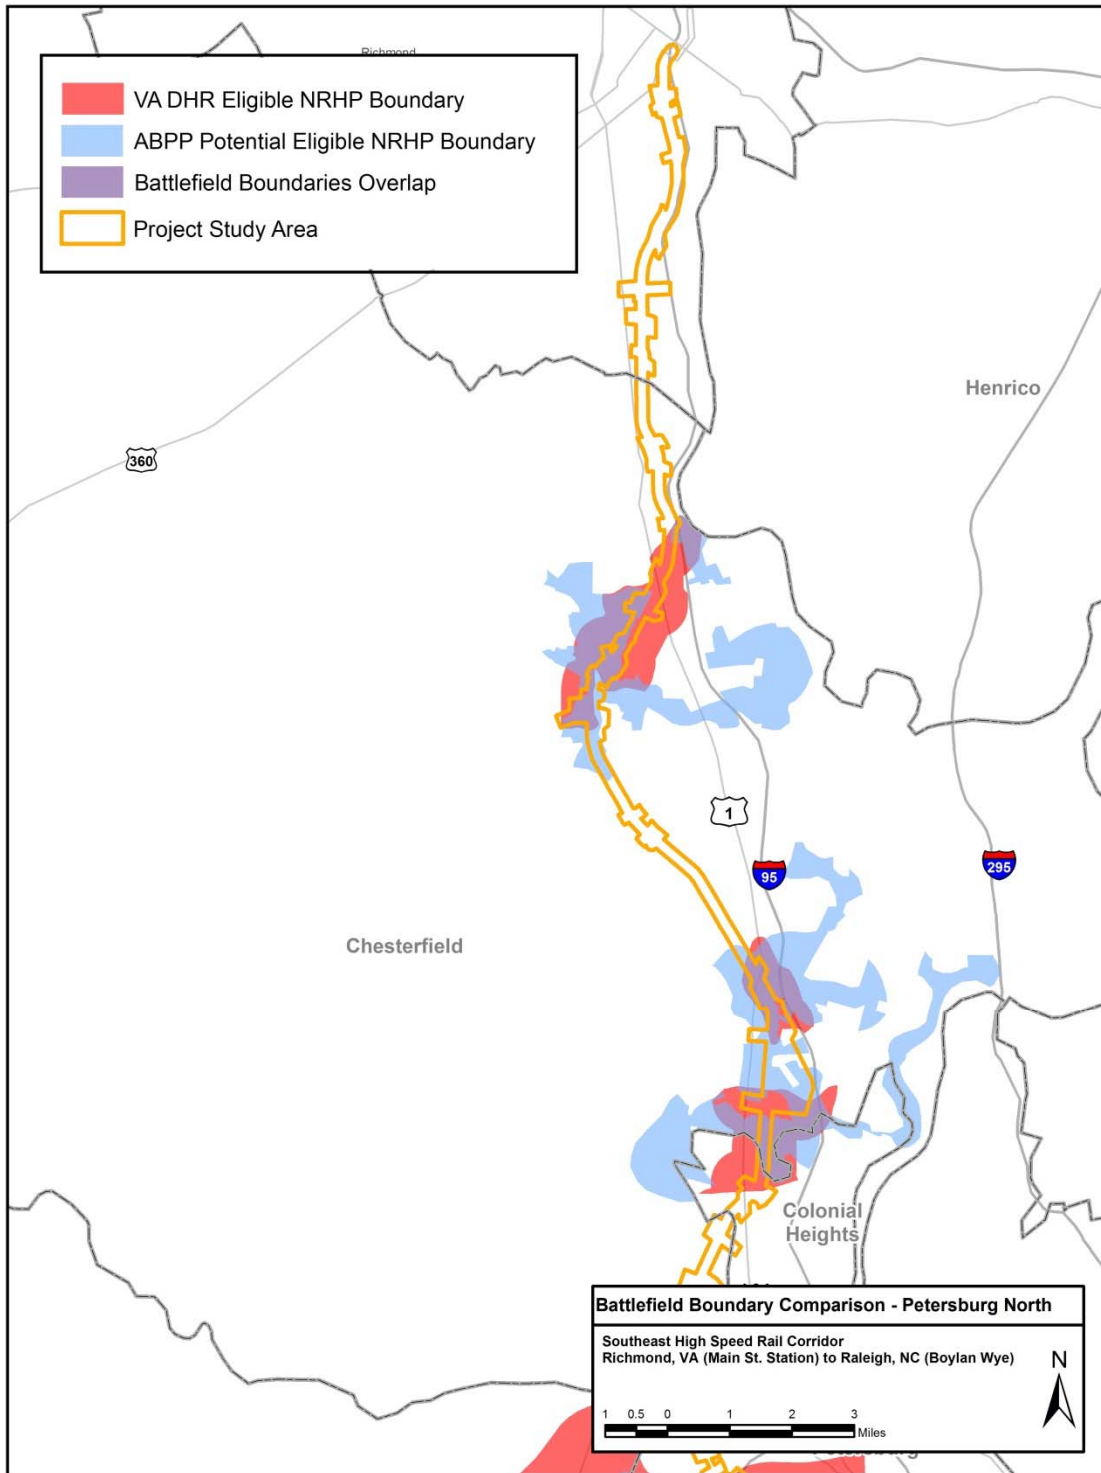 Richmond
VA DHR Eligible NRHP Boundary
ABPP Potential Eligible NRHP Boundary
Battlefield Boundaries Overlap
Project Study Area
Henrico
360
1
95
295
Chesterfield
Colonial
Heights
Battlefield Boundary Comparison - Petersburg North
Southeast High Speed Rail Corridor
Richmond, VA (Main St. Station) to Raleigh, NC (Boylan Wye)
N
1 0.5 0 1 2 3
Miles
Petersburg